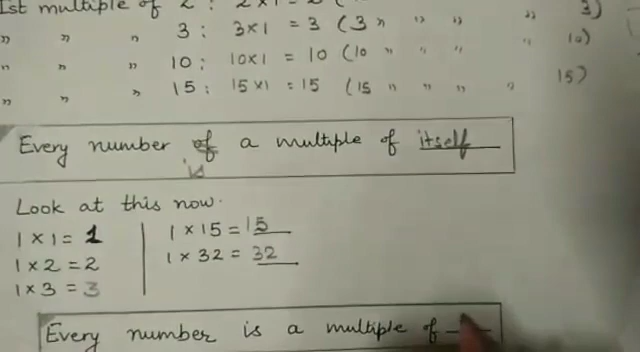 Ist multiple of 2 : 2×1 = 2
" " " 3 : 3×1 = 3 (3 " " " " 3)
" " " 10 : 10×1 = 10 (10 " " " " 10)
" " " 15 : 15×1 = 15 (15 " " " " 15)
Every number of is a multiple of itself
Look at this now.
1 × 1 = 1
1 × 2 = 2
1 × 3 = 3
1 × 15 = 15
1 × 32 = 32
Every number is a multiple of